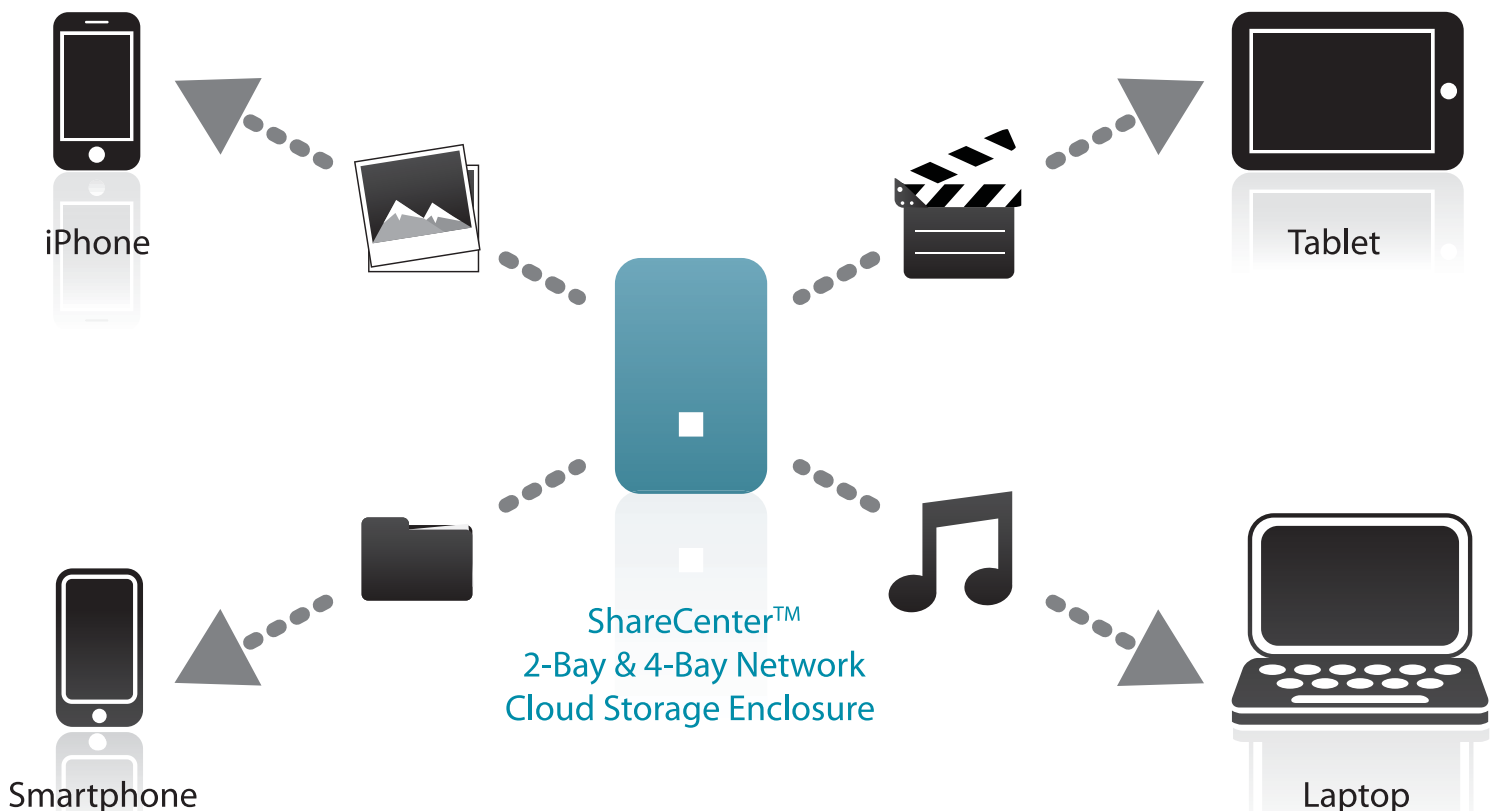 iPhone
Tablet
ShareCenter™
2-Bay & 4-Bay Network
Cloud Storage Enclosure
Smartphone
Laptop